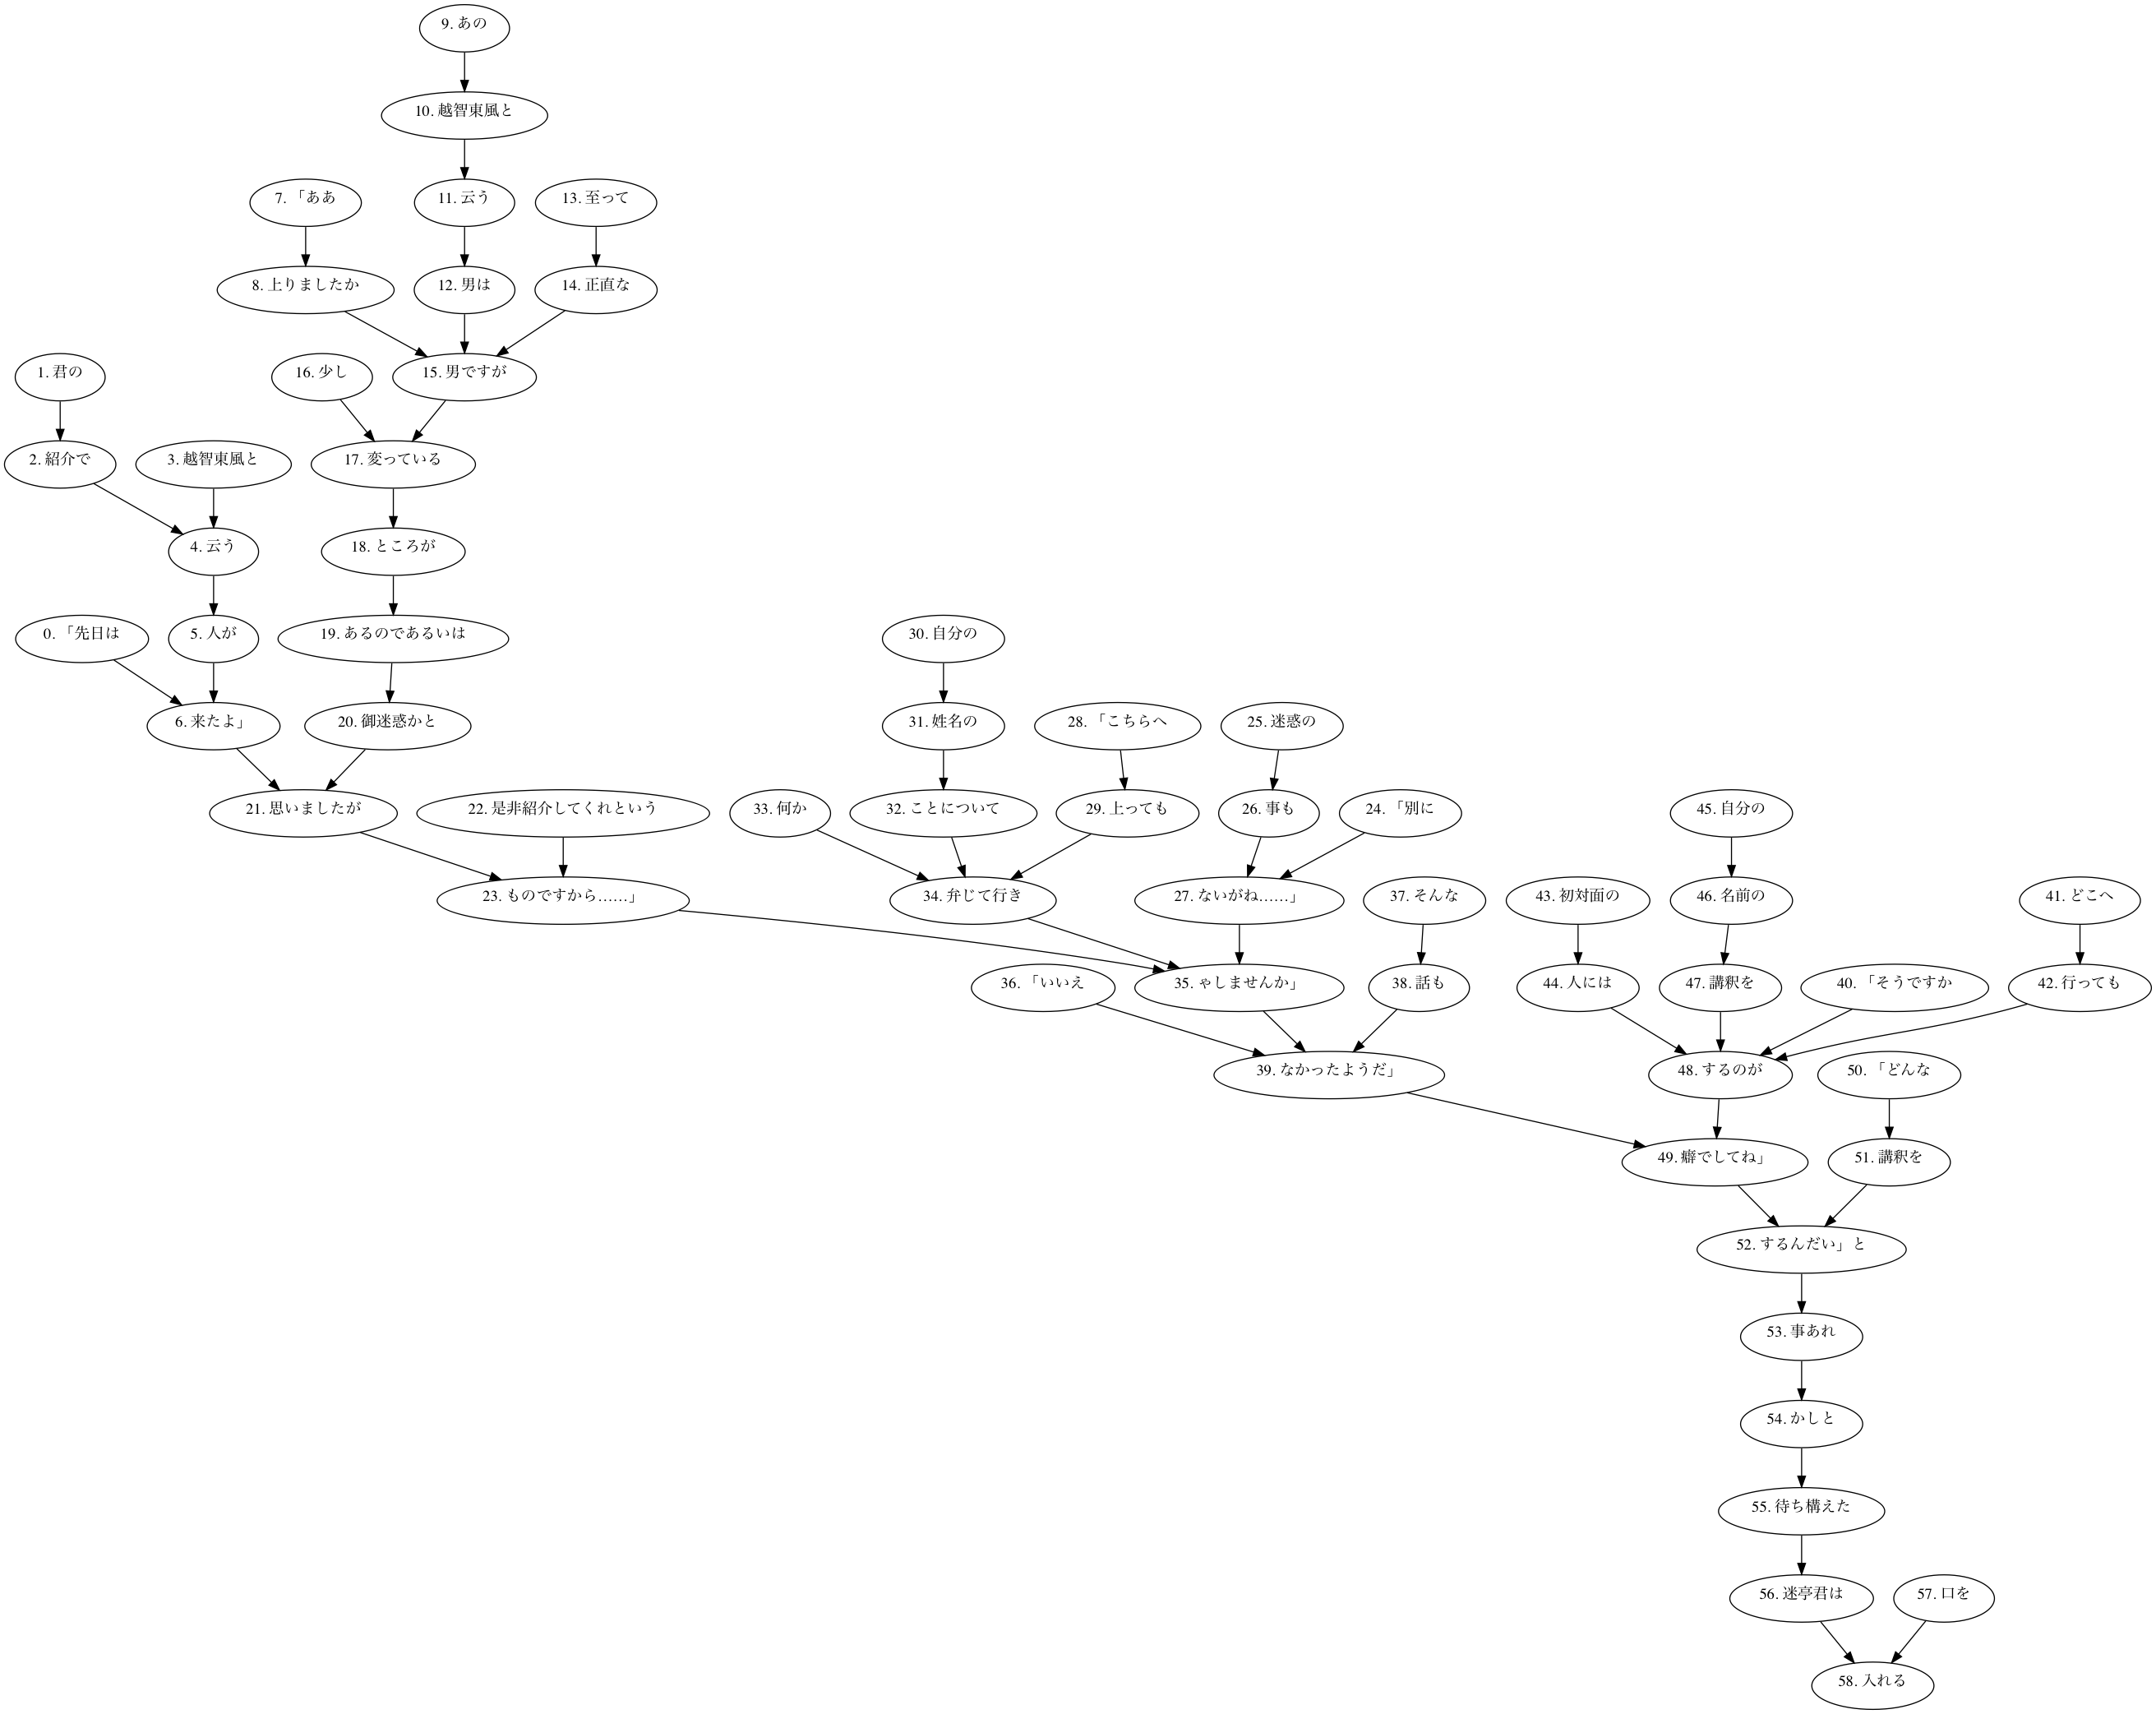 0. 「先日は
1. 君の
2. 紹介で
3. 越智東風と
4. 云う
5. 人が
6. 来たよ」
7. 「ああ
8. 上りましたか
9. あの
10. 越智東風と
11. 云う
12. 男は
13. 至って
14. 正直な
15. 男ですが
16. 少し
17. 変っている
18. ところが
19. あるのであるいは
20. 御迷惑かと
21. 思いましたが
22. 是非紹介してくれという
23. ものですから……」
24. 「別に
25. 迷惑の
26. 事も
27. ないがね……」
28. 「こちらへ
29. 上っても
30. 自分の
31. 姓名の
32. ことについて
33. 何か
34. 弁じて行き
35. ゃしませんか」
36. 「いいえ
37. そんな
38. 話も
39. なかったようだ」
40. 「そうですか
41. どこへ
42. 行っても
43. 初対面の
44. 人には
45. 自分の
46. 名前の
47. 講釈を
48. するのが
49. 癖でしてね」
50. 「どんな
51. 講釈を
52. するんだい」と
53. 事あれ
54. かしと
55. 待ち構えた
56. 迷亭君は
57. 口を
58. 入れる